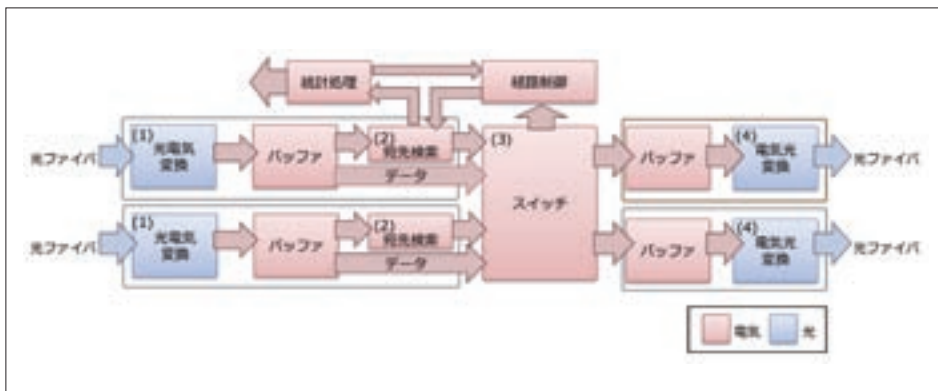 統計処理
経路制御
光ファイバ
(1)
光電気
変換
バッファ
(2)
宛先検索
データ
(3)
スイッチ
バッファ
(4)
電気光
変換
光ファイバ
光ファイバ
(1)
光電気
変換
バッファ
(2)
宛先検索
データ
バッファ
(4)
電気光
変換
光ファイバ
電気
光